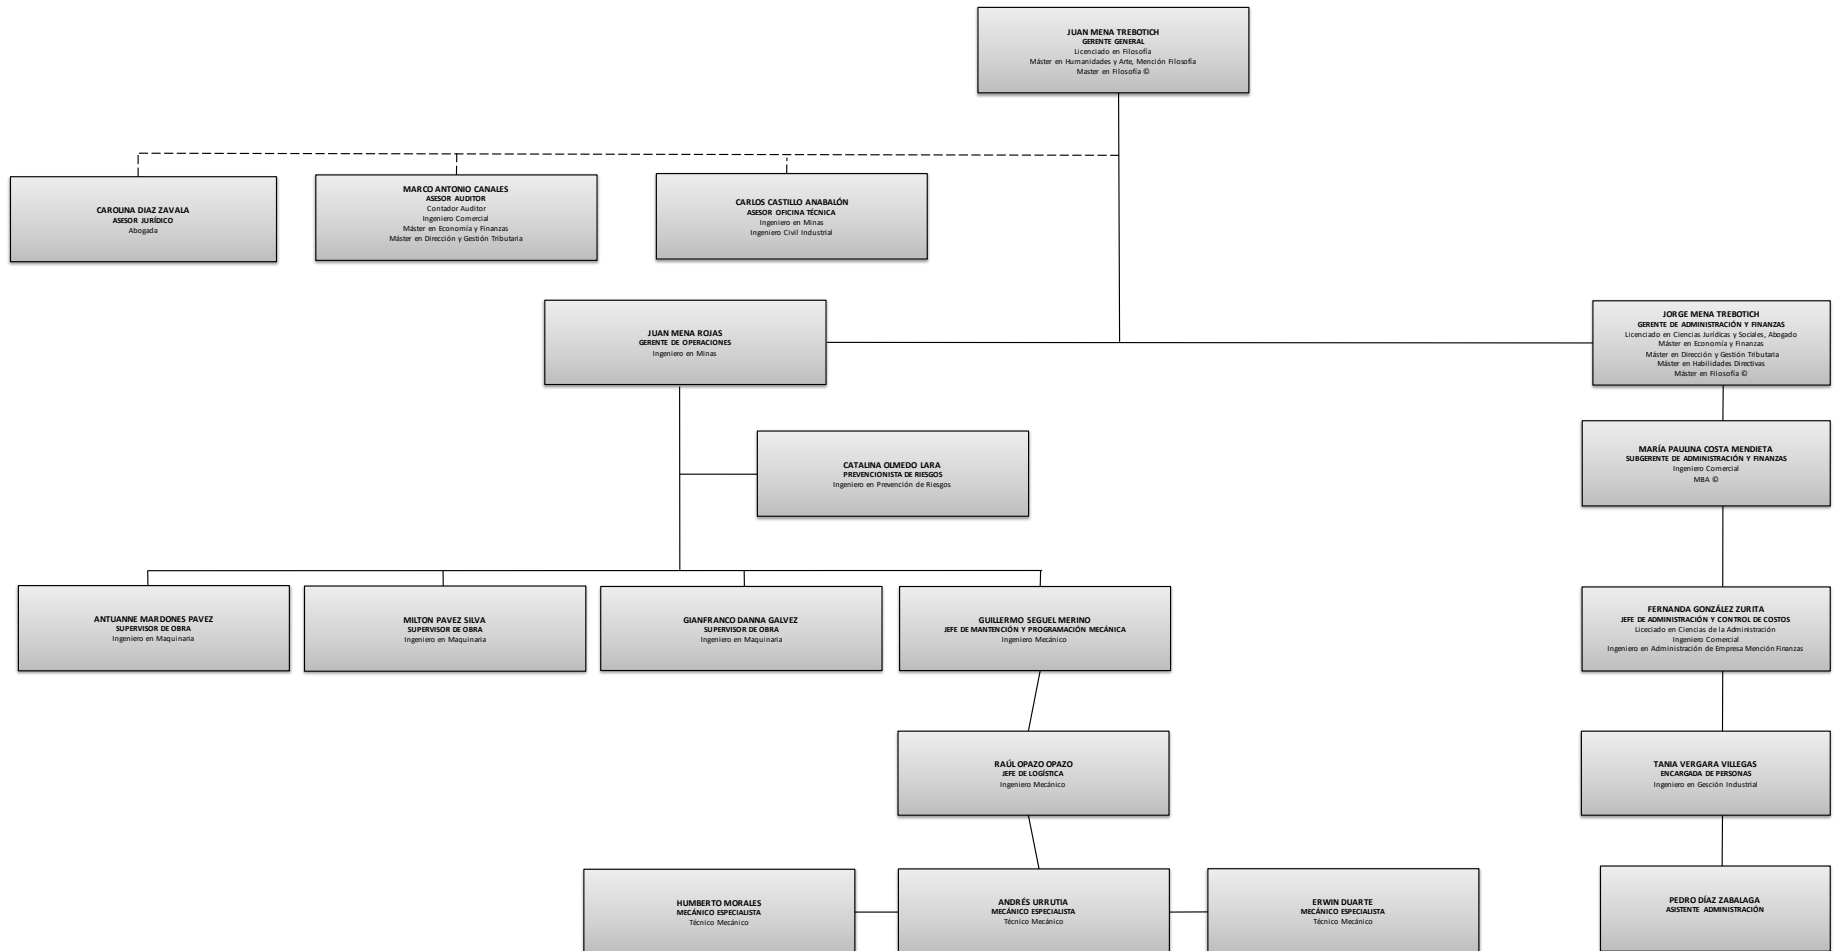 JUAN MENA TREBOTICH
GERENTE GENERAL
Licenciado en Filosofía
Máster en Humanidades y Arte, Mención Filosofía
Master en Filosofía ©
CAROLINA DIAZ ZAVALA
ASESOR JURÍDICO
Abogada
MARCO ANTONIO CANALES
ASESOR AUDITOR
Contador Auditor
Ingeniero Comercial
Máster en Economía y Finanzas
Máster en Dirección y Gestión Tributaria
CARLOS CASTILLO ANABALÓN
ASESOR OFICINA TÉCNICA
Ingeniero en Minas
Ingeniero Civil Industrial
JUAN MENA ROJAS
GERENTE DE OPERACIONES
Ingeniero en Minas
JORGE MENA TREBOTICH
GERENTE DE ADMINISTRACIÓN Y FINANZAS
Licenciado en Ciencias Jurídicas y Sociales, Abogado
Máster en Economía y Finanzas
Máster en Dirección y Gestión Tributaria
Máster en Habilidades Directivas
Máster en Filosofía ©
CATALINA OLMEDO LARA
PREVENCIONISTA DE RIESGOS
Ingeniero en Prevención de Riesgos
MARÍA PAULINA COSTA MENDIETA
SUBGERENTE DE ADMINISTRACIÓN Y FINANZAS
Ingeniero Comercial
MBA ©
ANTUANNE MARDONES PAVEZ
SUPERVISOR DE OBRA
Ingeniero en Maquinaria
MILTON PAVEZ SILVA
SUPERVISOR DE OBRA
Ingeniero en Maquinaria
GIANFRANCO DANNA GALVEZ
SUPERVISOR DE OBRA
Ingeniero en Maquinaria
GUILLERMO SEGUEL MERINO
JEFE DE MANTENCIÓN Y PROGRAMACIÓN MECÁNICA
Ingeniero Mecánico
FERNANDA GONZÁLEZ ZURITA
JEFE DE ADMINISTRACIÓN Y CONTROL DE COSTOS
Liceciado en Ciencias de la Administración
Ingeniero Comercial
Ingeniero en Administración de Empresa Mención Finanzas
RAÚL OPAZO OPAZO
JEFE DE LOGÍSTICA
Ingeniero Mecánico
TANIA VERGARA VILLEGAS
ENCARGADA DE PERSONAS
Ingeniero en Gesción Industrial
HUMBERTO MORALES
MECÁNICO ESPECIALISTA
Técnico Mecánico
ANDRÉS URRUTIA
MECÁNICO ESPECIALISTA
Técnico Mecánico
ERWIN DUARTE
MECÁNICO ESPECIALISTA
Técnico Mecánico
PEDRO DÍAZ ZABALAGA
ASISTENTE ADMINISTRACIÓN